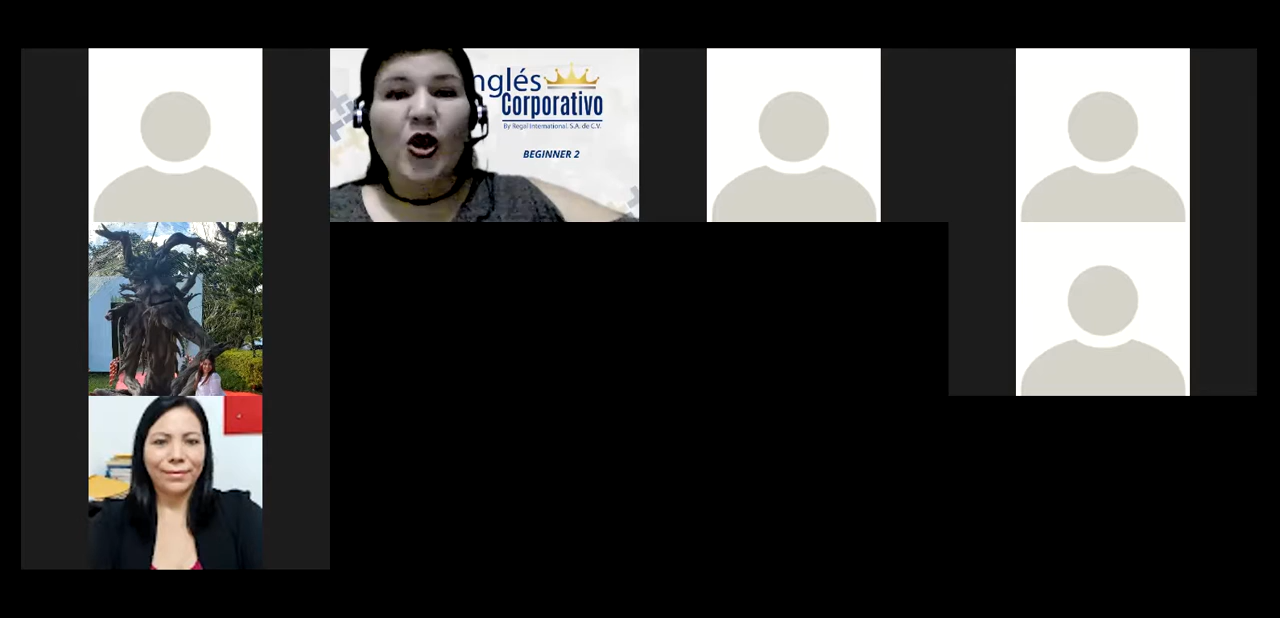 nglés
Corporativo
By Regal International, S.A. de C.V.
BEGINNER 2